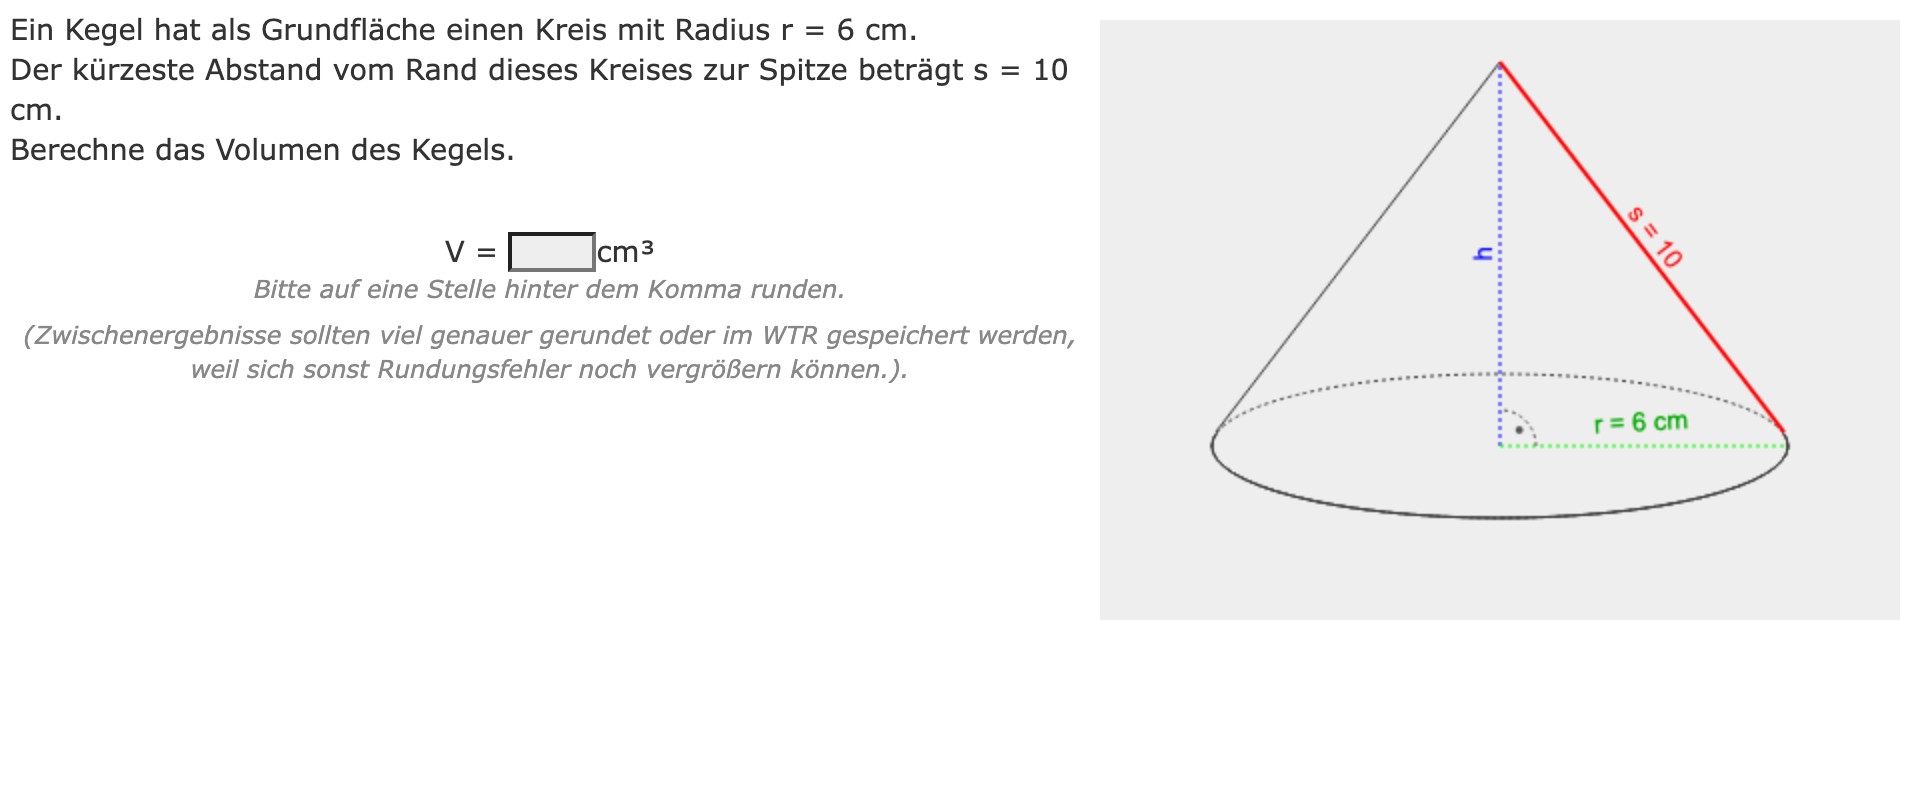 Ein Kegel hat als Grundfläche einen Kreis mit Radius r = 6 cm.
Der kürzeste Abstand vom Rand dieses Kreises zur Spitze beträgt s = 10
cm.
Berechne das Volumen des Kegels.
V = cm³
Bitte auf eine Stelle hinter dem Komma runden.
(Zwischenergebnisse sollten viel genauer gerundet oder im WTR gespeichert werden,
weil sich sonst Rundungsfehler noch vergrößern können.).
s = 10
h
r = 6 cm